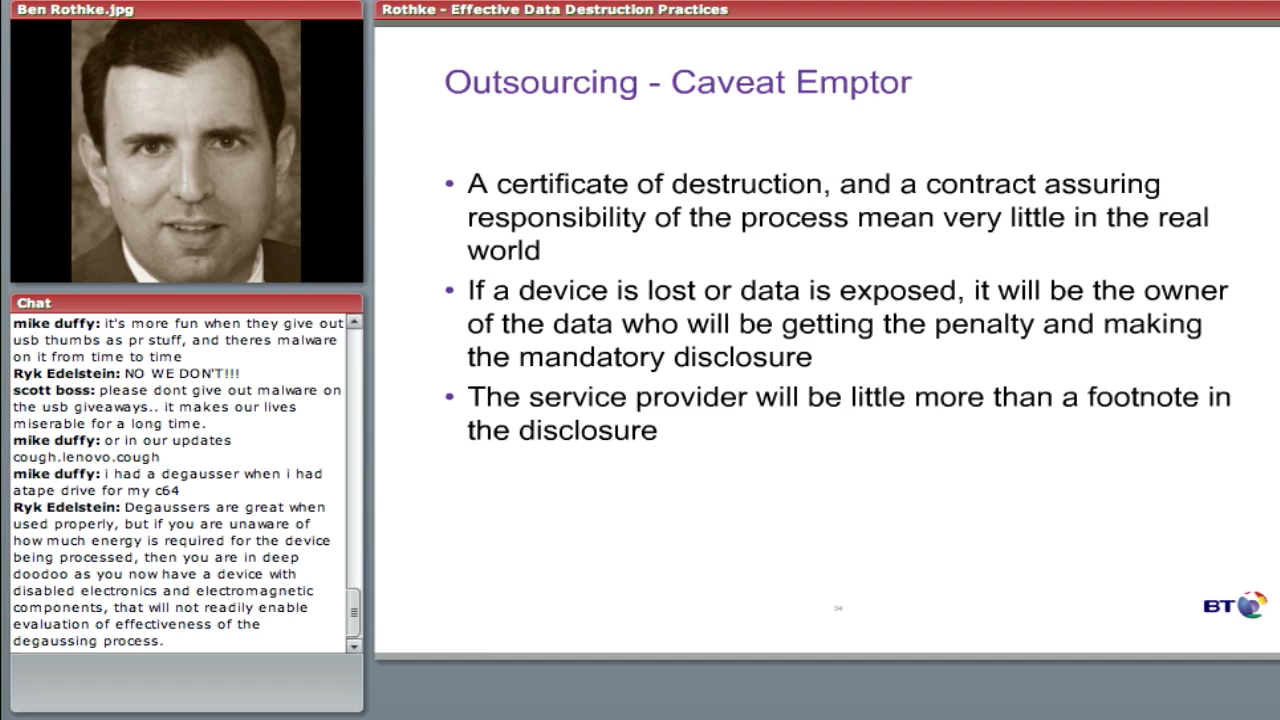 Ben Rothke.jpg
Rothke - Effective Data Destruction Practices
Outsourcing - Caveat Emptor
• A certificate of destruction, and a contract assuring
responsibility of the process mean very little in the real
world
• If a device is lost or data is exposed, it will be the owner
of the data who will be getting the penalty and making
the mandatory disclosure
• The service provider will be little more than a footnote in
the disclosure
34
BT
Chat
mike duffy: it's more fun when they give out
usb thumbs as pr stuff, and theres malware
on it from time to time
Ryk Edelstein: NO WE DON'T!!!
scott boss: please dont give out malware on
the usb giveaways.. it makes our lives
miserable for a long time.
mike duffy: or in our updates
cough.lenovo.cough
mike duffy: i had a degausser when i had
atape drive for my c64
Ryk Edelstein: Degaussers are great when
used properly, but if you are unaware of
how much energy is required for the device
being processed, then you are in deep
doodoo as you now have a device with
disabled electronics and electromagnetic
components, that will not readily enable
evaluation of effectiveness of the
degaussing process.